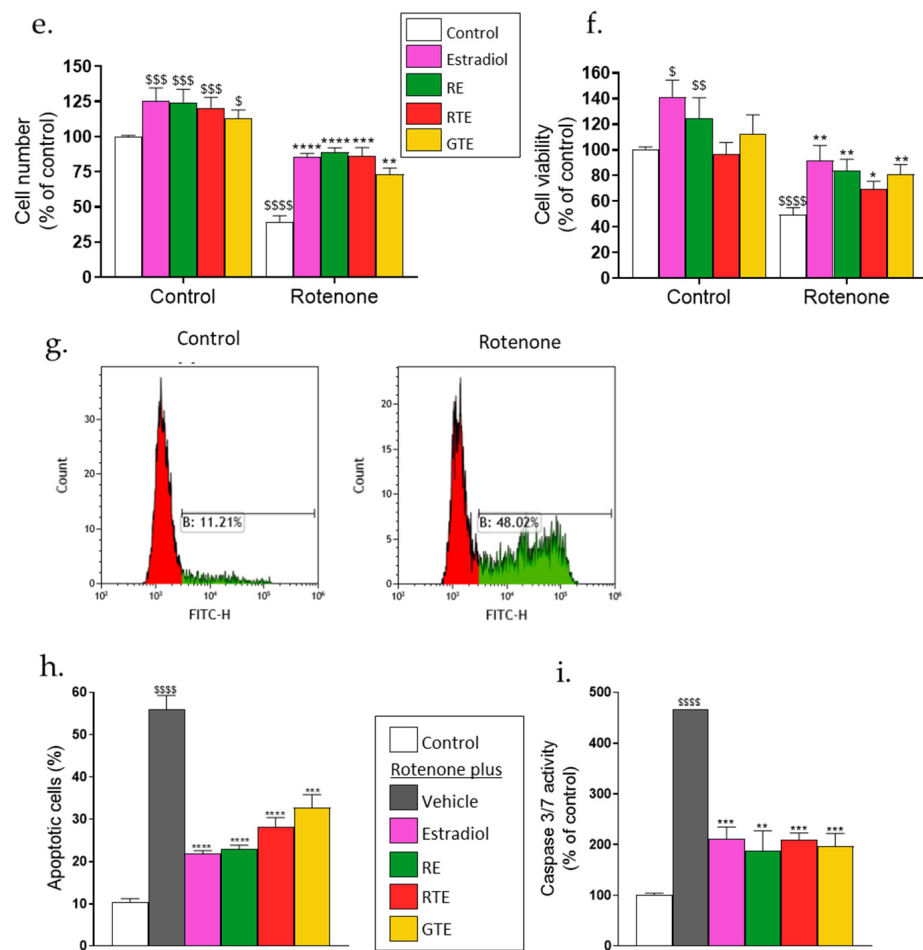 e.
Control
Estradiol
RE
RTE
GTE
f.
Cell number
(% of control)
150
125
100
75
50
25
0
$$$ $$$ $$$ $
$$$$ **** **** *** **
Control Rotenone
Cell viability
(% of control)
160
140
120
100
80
60
40
20
0
$ $$
$$$$ ** ** * **
Control Rotenone
g.
Control
Count
30
20
10
0
B: 11.21%
10² 10³ 10⁴ 10⁵ 10⁶
FITC-H
Rotenone
Count
20
15
10
5
0
B: 48.02%
10² 10³ 10⁴ 10⁵ 10⁶
FITC-H
h.
Apoptotic cells (%)
60
50
40
30
20
10
0
$$$$
**** **** **** ***
Control
Rotenone plus
Vehicle
Estradiol
RE
RTE
GTE
i.
Caspase 3/7 activity
(% of control)
500
400
300
200
100
0
$$$$
*** ** *** ***